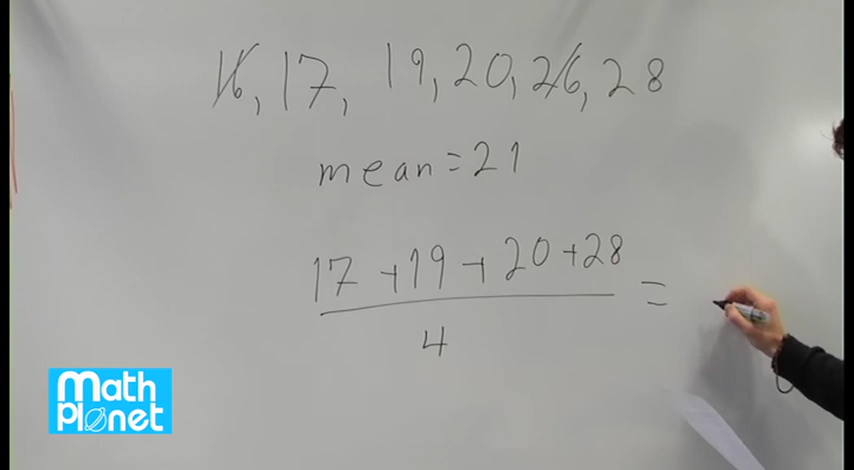 16, 17, 19, 20, 26, 28
mean = 21
17 + 19 + 20 + 28 =
4
Math
Planet